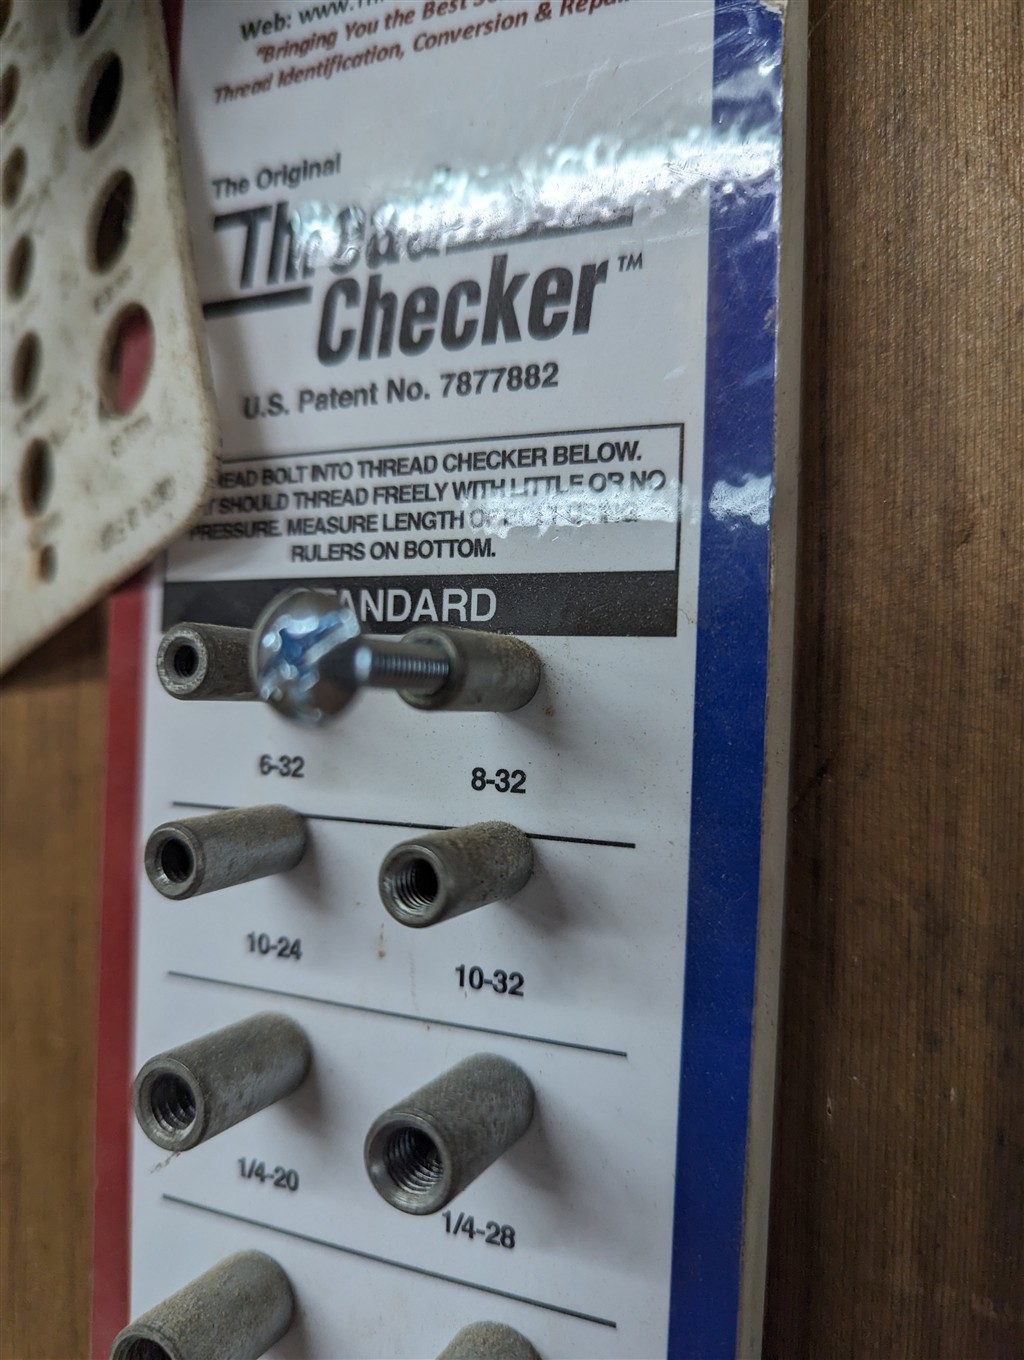 Web: www.
"Bringing You the Best
Thread Identification, Conversion &
The Original
Thread
Checker™
U.S. Patent No. 7877882
BOLT INTO THREAD CHECKER BELOW.
SHOULD THREAD FREELY WITH LITTLE OR NO
PRESSURE. MEASURE LENGTH OF
RULERS ON BOTTOM.
ANDARD
6-32
8-32
10-24
10-32
1/4-20
1/4-28